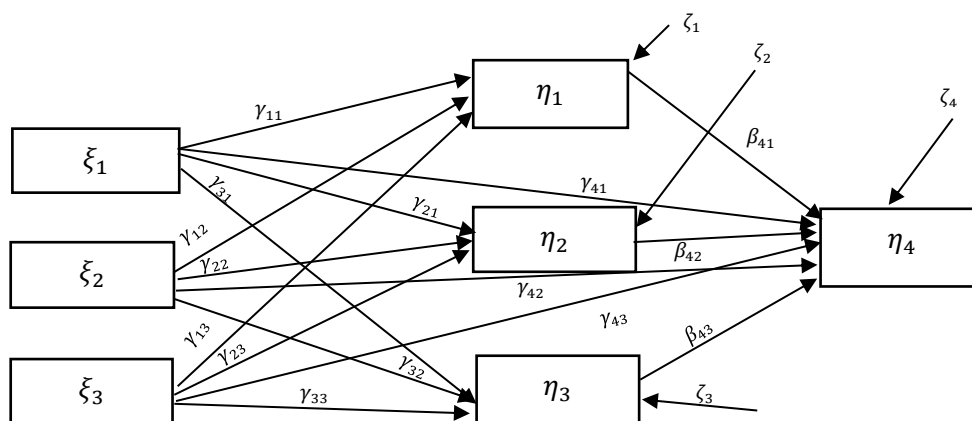 ζ₁
ζ₂
η₁
ζ₄
γ₁₁
β₄₁
ξ₁
γ₃₁
γ₄₁
γ₂₁
γ₁₂
η₂
η₄
ξ₂
γ₂₂
β₄₂
γ₄₂
γ₁₃
γ₄₃
γ₂₃
β₄₃
γ₃₂
ξ₃
η₃
γ₃₃
ζ₃